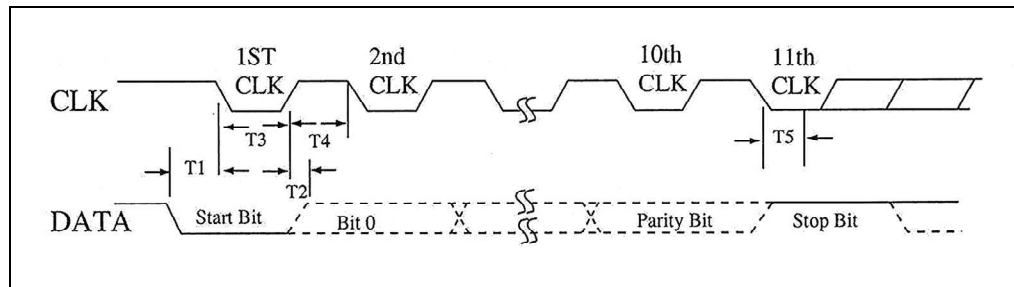 1ST 2nd 10th 11th
CLK CLK CLK CLK CLK
T3 T4 T5
T1 T2
DATA Start Bit Bit 0 Parity Bit Stop Bit